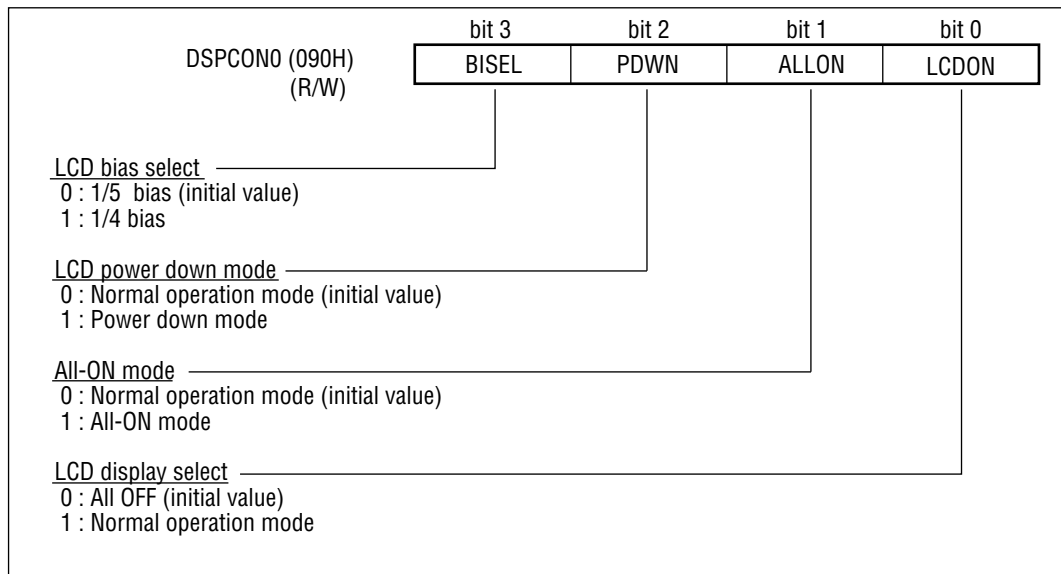 bit 3 bit 2 bit 1 bit 0
DSPCON0 (090H) BISEL PDWN ALLON LCDON
(R/W)
LCD bias select
0 : 1/5 bias (initial value)
1 : 1/4 bias
LCD power down mode
0 : Normal operation mode (initial value)
1 : Power down mode
All-ON mode
0 : Normal operation mode (initial value)
1 : All-ON mode
LCD display select
0 : All OFF (initial value)
1 : Normal operation mode